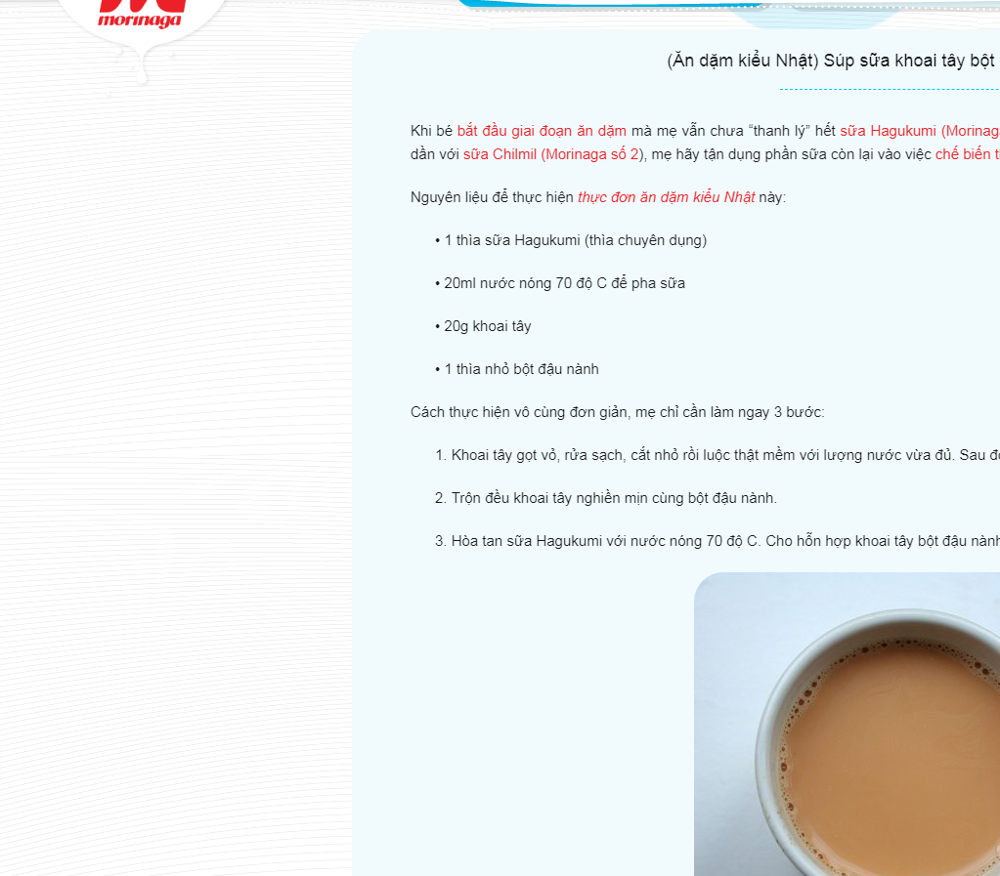 morinaga
(Ăn dặm kiểu Nhật) Súp sữa khoai tây bột
Khi bé bắt đầu giai đoạn ăn dặm mà mẹ vẫn chưa “thanh lý” hết sữa Hagukumi (Morinaga
dần với sữa Chilmil (Morinaga số 2), mẹ hãy tận dụng phần sữa còn lại vào việc chế biến
Nguyên liệu để thực hiện thực đơn ăn dặm kiểu Nhật này:
• 1 thìa sữa Hagukumi (thìa chuyên dụng)
• 20ml nước nóng 70 độ C để pha sữa
• 20g khoai tây
• 1 thìa nhỏ bột đậu nành
Cách thực hiện vô cùng đơn giản, mẹ chỉ cần làm ngay 3 bước:
1. Khoai tây gọt vỏ, rửa sạch, cắt nhỏ rồi luộc thật mềm với lượng nước vừa đủ. Sau
2. Trộn đều khoai tây nghiền mịn cùng bột đậu nành.
3. Hòa tan sữa Hagukumi với nước nóng 70 độ C. Cho hỗn hợp khoai tây bột đậu nành